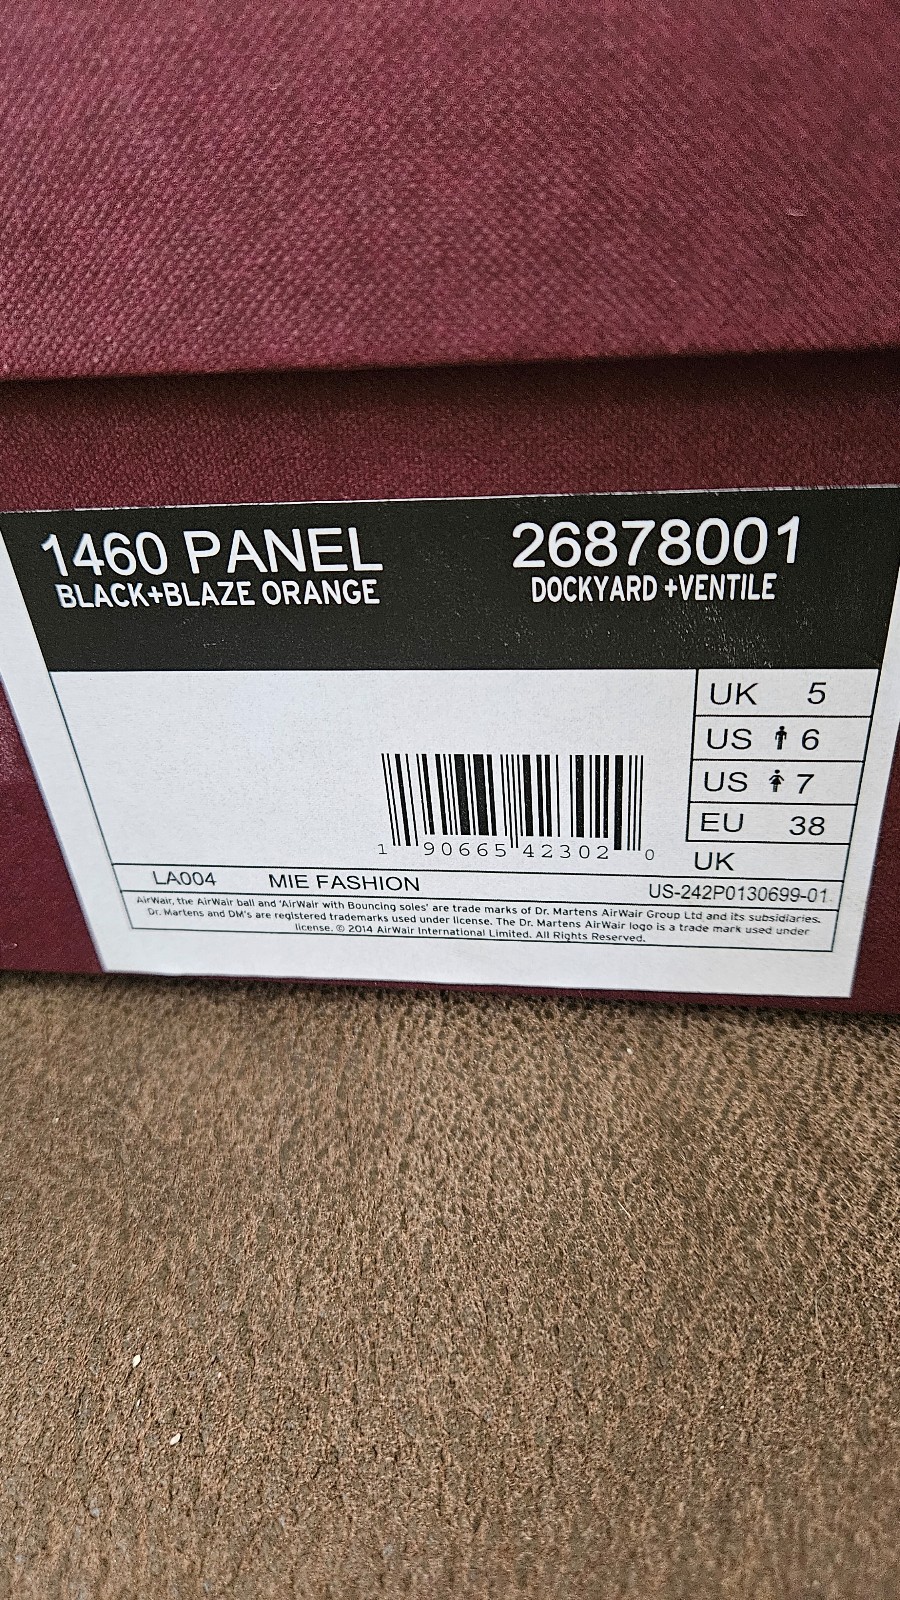 1460 PANEL 26878001
BLACK+BLAZE ORANGE DOCKYARD +VENTILE
UK 5
US 6
US 7
EU 38
1 90665 42302 0
UK
LA004 MIE FASHION US-242P0130699-01
AirWair, the AirWair ball and 'AirWair with Bouncing soles' are trade marks of Dr. Martens AirWair Group Ltd and its subsidiaries.
Dr. Martens and DM's are registered trademarks used under license. The Dr. Martens AirWair logo is a trade mark used under
license. © 2014 AirWair International Limited. All Rights Reserved.